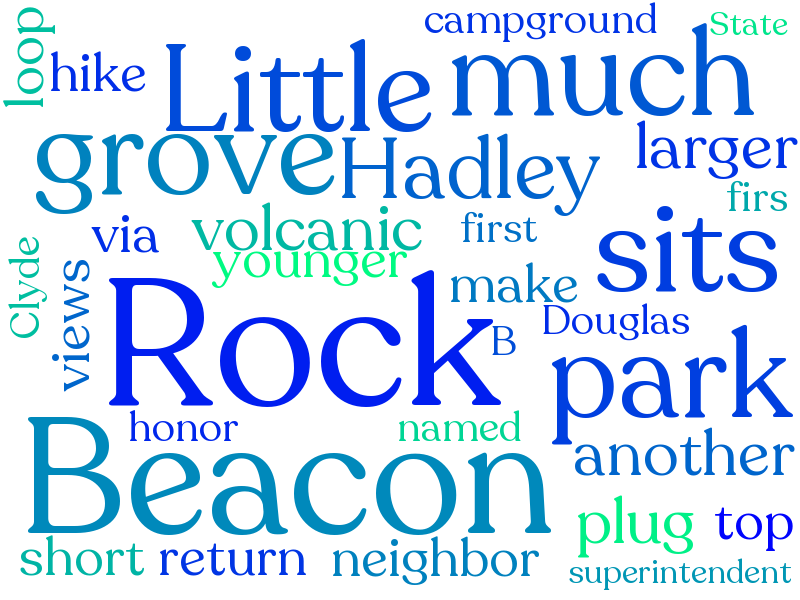 loop
hike
Little
campground
State
much
grove
Hadley
larger
firs
via
volcanic
first
sits
younger
Clyde
views
make
Rock
B
Douglas
park
honor
named
Beacon
another
plug
top
short
return
neighbor
superintendent